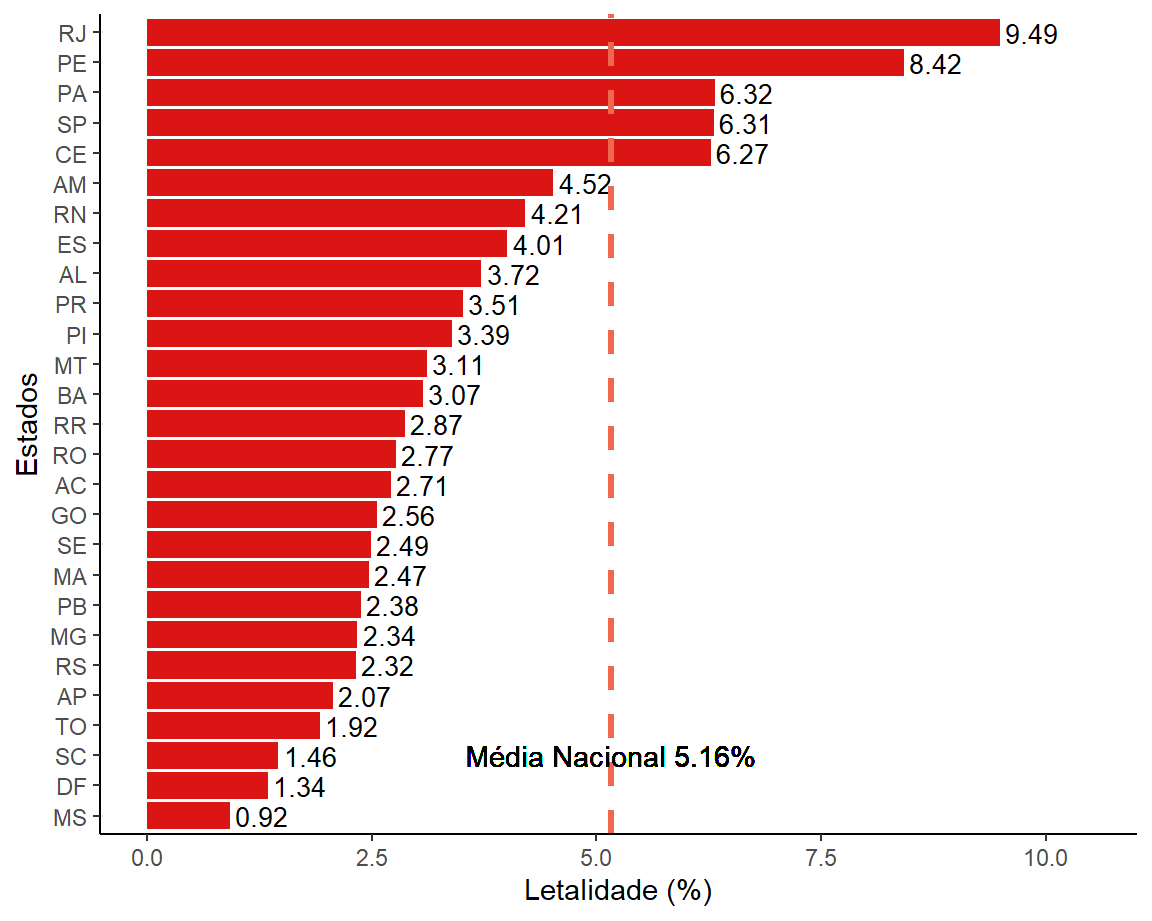 RJ 9.49
PE 8.42
PA 6.32
SP 6.31
CE 6.27
AM 4.52
RN 4.21
ES 4.01
AL 3.72
PR 3.51
PI 3.39
MT 3.11
BA 3.07
RR 2.87
RO 2.77
AC 2.71
GO 2.56
SE 2.49
MA 2.47
PB 2.38
MG 2.34
RS 2.32
AP 2.07
TO 1.92
SC 1.46 Média Nacional 5.16%
DF 1.34
MS 0.92
Estados
0.0 2.5 5.0 7.5 10.0
Letalidade (%)